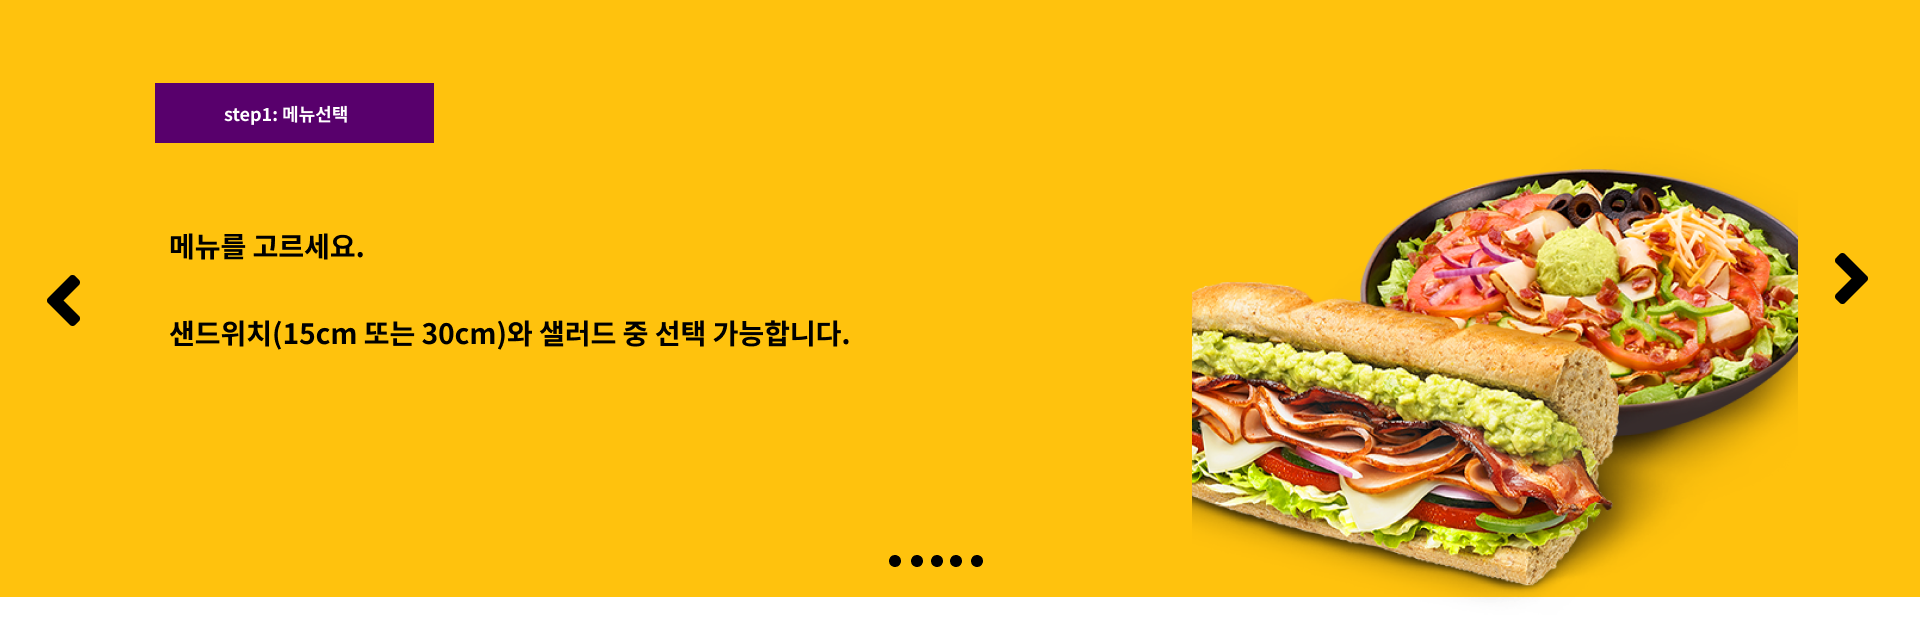 step1: 메뉴선택
메뉴를 고르세요.
샌드위치(15cm 또는 30cm)와 샐러드 중 선택 가능합니다.